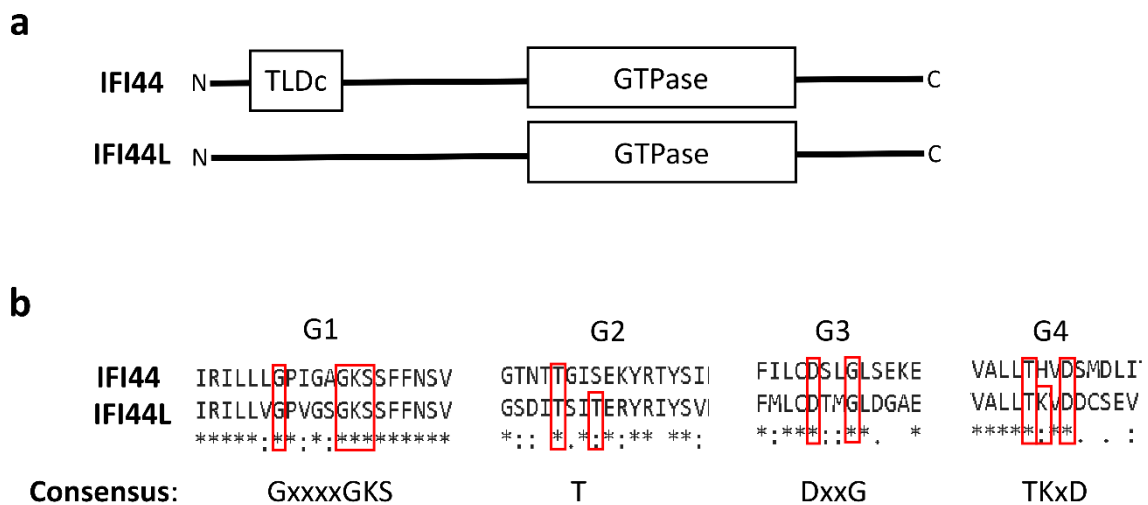 a
IFI44 N TLDc GTPase C
IFI44L N GTPase C
b
G1 G2 G3 G4
IFI44 IRILLLGPIGAGKSSFFNSV GTNTTGISEKYRTYSI FILCDSLGLSEKE VALLTHVDSMDLI
IFI44L IRILLVGPVGSGKSSFFNSV GSDITSITERYRIYSV FMLCDTMGLDGAE VALLTKVDDCSEV
*****:**:*:********** *:: *.*:*:** **: *:***::**. * *****:**. . :
Consensus: GxxxxGKS T DxxG TKxD